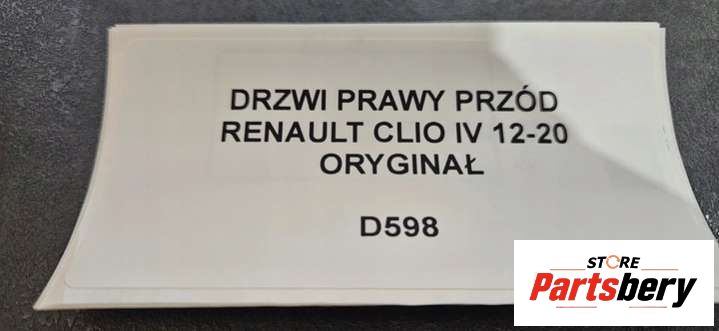 DRZWI PRAWY PRZÓD
RENAULT CLIO IV 12-20
ORYGINAŁ
D598
STORE
Partsbery